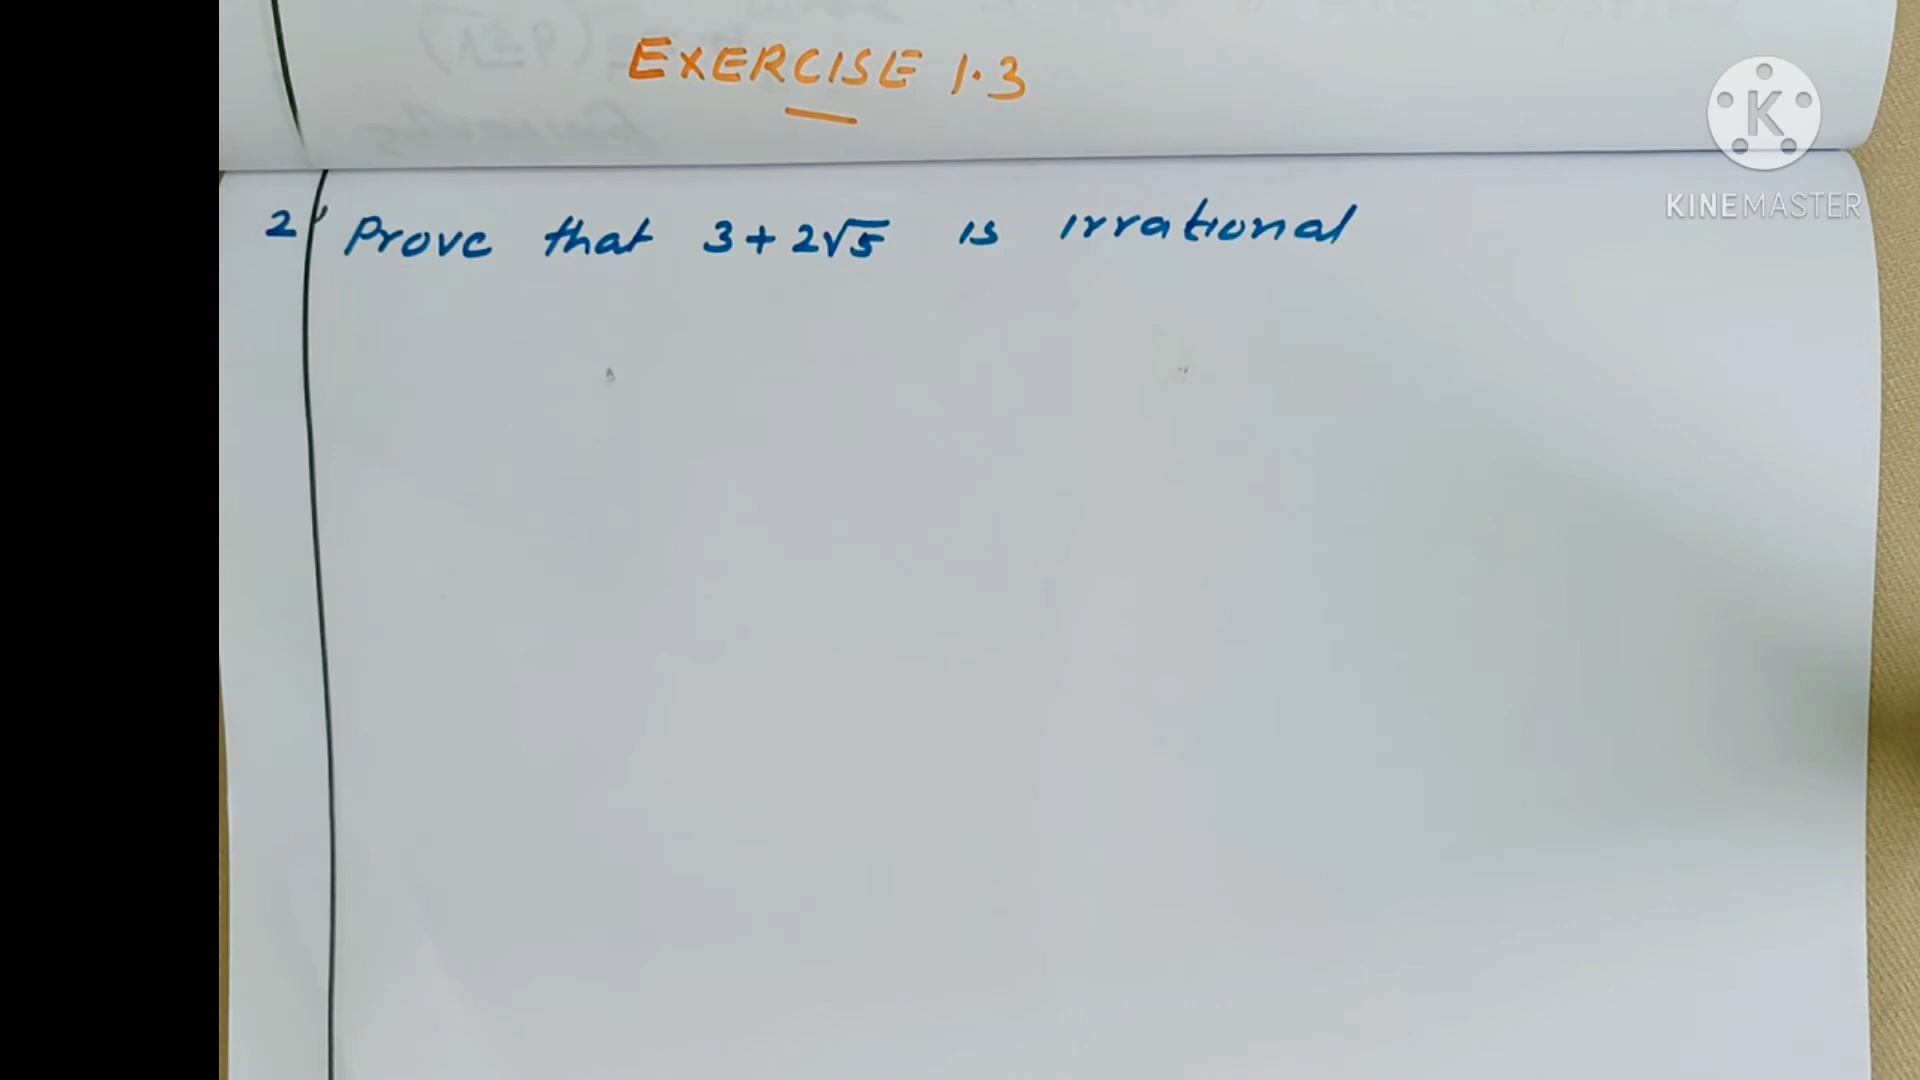 EXERCISE 1.3
K
KINEMASTER
2 Prove that 3+2√5 is irrational